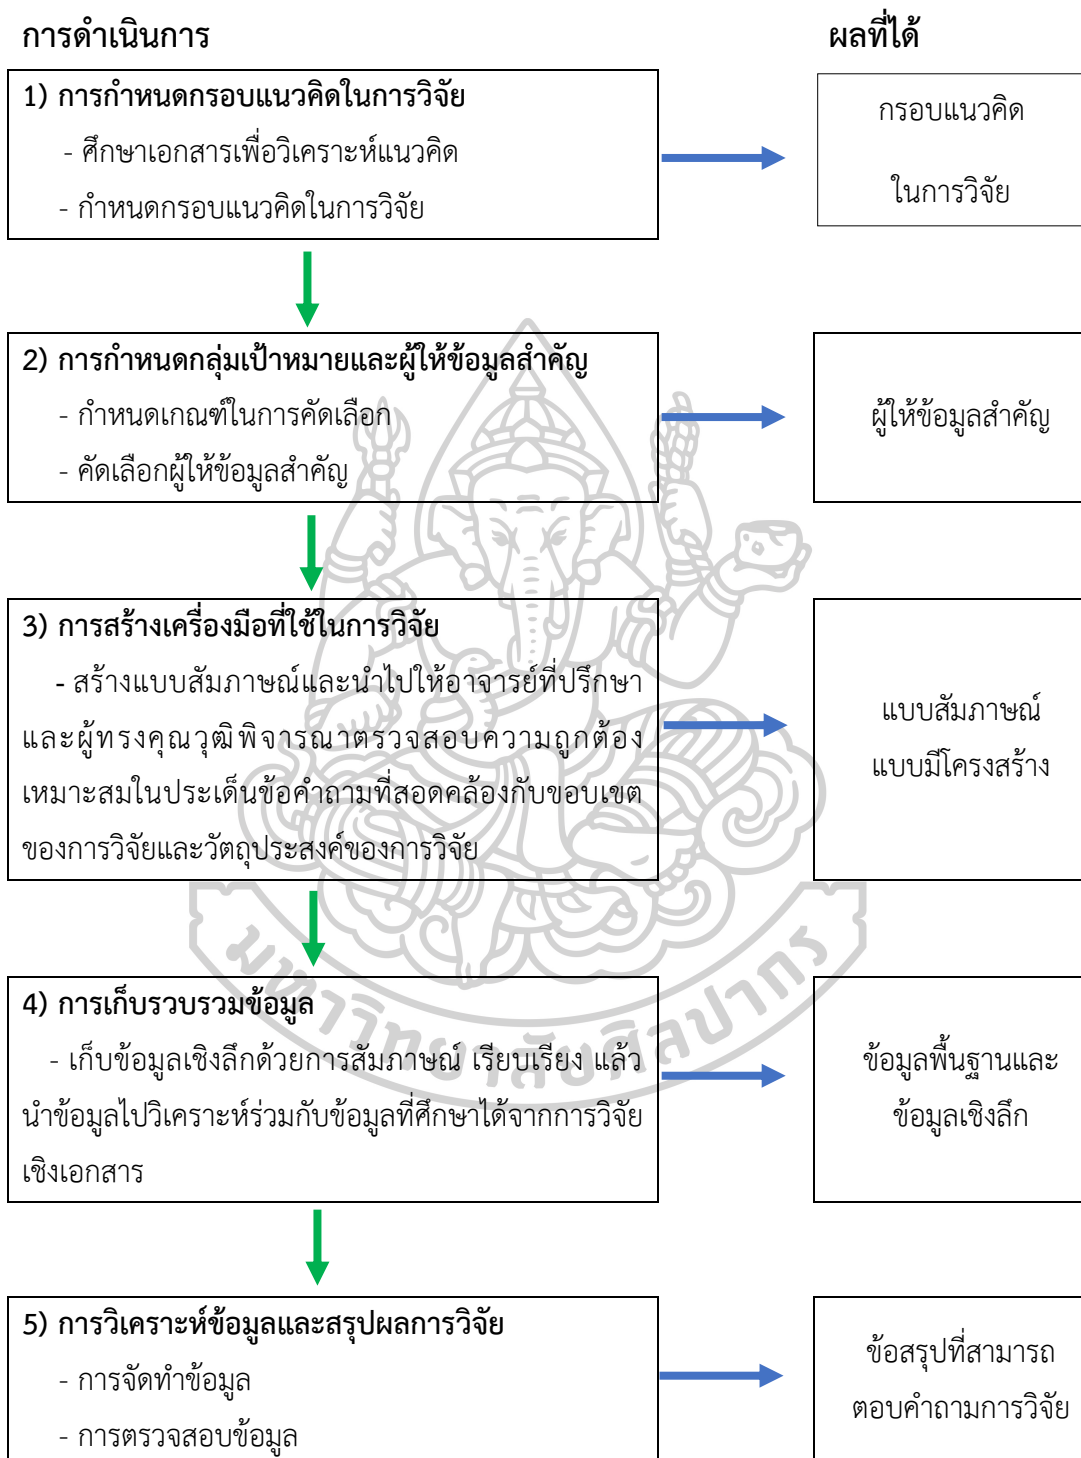 การดำเนินการ
ผลที่ได้
1) การกำหนดกรอบแนวคิดในการวิจัย
- ศึกษาเอกสารเพื่อวิเคราะห์แนวคิด
- กำหนดกรอบแนวคิดในการวิจัย
กรอบแนวคิด
ในการวิจัย
2) การกำหนดกลุ่มเป้าหมายและผู้ให้ข้อมูลสำคัญ
- กำหนดเกณฑ์ในการคัดเลือก
- คัดเลือกผู้ให้ข้อมูลสำคัญ
ผู้ให้ข้อมูลสำคัญ
3) การสร้างเครื่องมือที่ใช้ในการวิจัย
- สร้างแบบสัมภาษณ์และนำไปให้อาจารย์ที่ปรึกษา
และผู้ทรงคุณวุฒิพิจารณาตรวจสอบความถูกต้อง
เหมาะสมในประเด็นข้อคำถามที่สอดคล้องกับขอบเขต
ของการวิจัยและวัตถุประสงค์ของการวิจัย
แบบสัมภาษณ์
แบบมีโครงสร้าง
4) การเก็บรวบรวมข้อมูล
- เก็บข้อมูลเชิงลึกด้วยการสัมภาษณ์ เรียบเรียง แล้ว
นำข้อมูลไปวิเคราะห์ร่วมกับข้อมูลที่ศึกษาได้จากการวิจัย
เชิงเอกสาร
ข้อมูลพื้นฐานและ
ข้อมูลเชิงลึก
มหาวิทยาลัยศิลปากร
5) การวิเคราะห์ข้อมูลและสรุปผลการวิจัย
- การจัดทำข้อมูล
- การตรวจสอบข้อมูล
ข้อสรุปที่สามารถ
ตอบคำถามการวิจัย